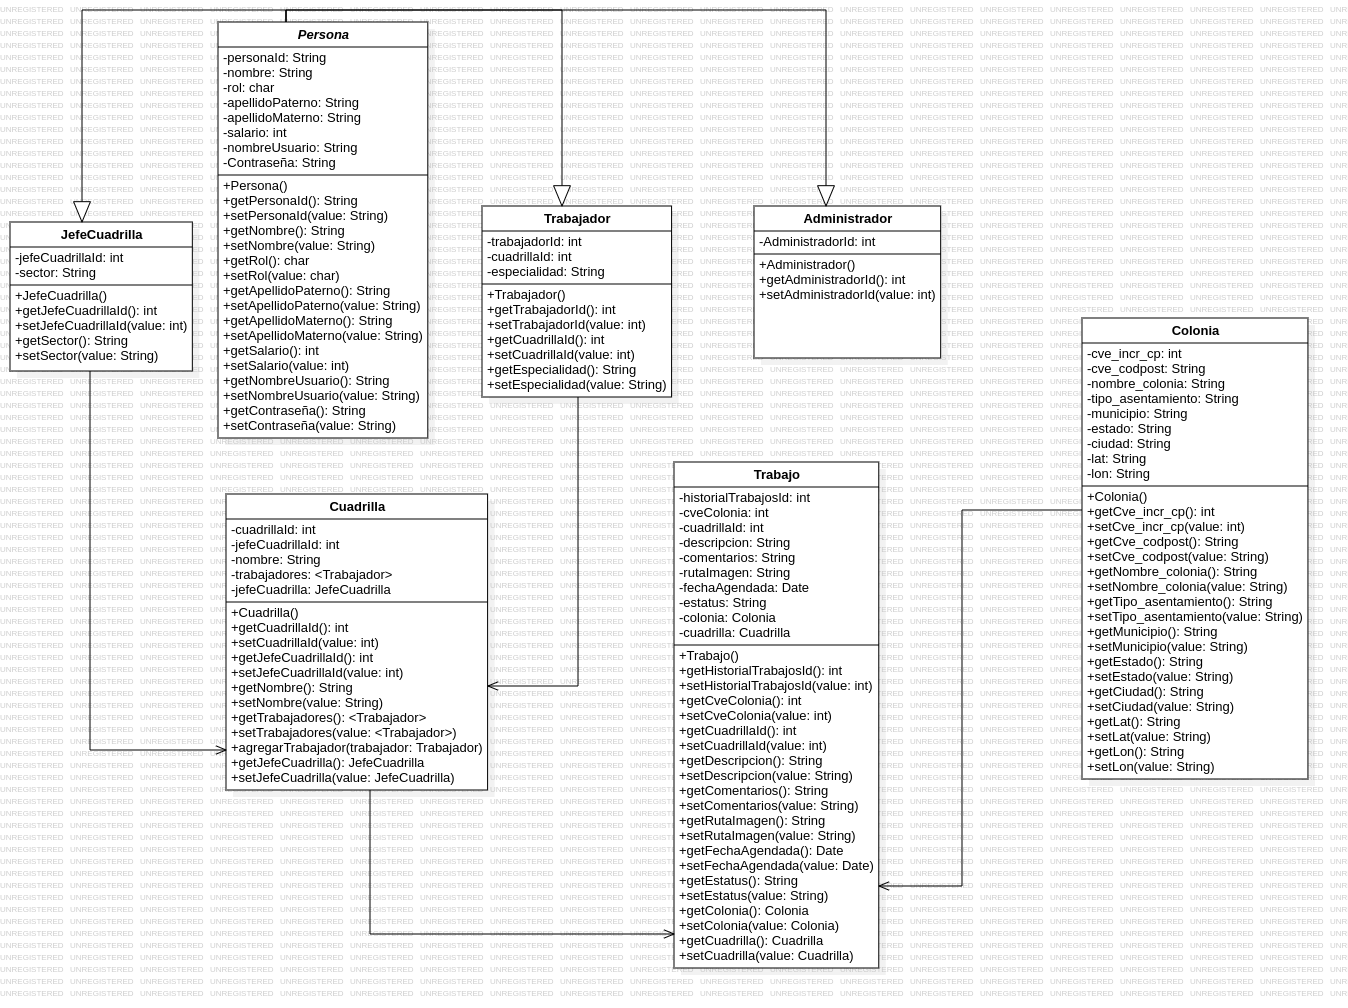 Persona
-personaId: String
-nombre: String
-rol: char
-apellidoPaterno: String
-apellidoMaterno: String
-salario: int
-nombreUsuario: String
-Contraseña: String
+Persona()
+getPersonaId(): String
+setPersonaId(value: String)
+getNombre(): String
+setNombre(value: String)
+getRol(): char
+setRol(value: char)
+getApellidoPaterno(): String
+setApellidoPaterno(value: String)
+getApellidoMaterno(): String
+setApellidoMaterno(value: String)
+getSalario(): int
+setSalario(value: int)
+getNombreUsuario(): String
+setNombreUsuario(value: String)
+getContraseña(): String
+setContraseña(value: String)
JefeCuadrilla
-jefeCuadrillaId: int
-sector: String
+JefeCuadrilla()
+getJefeCuadrillaId(): int
+setJefeCuadrillaId(value: int)
+getSector(): String
+setSector(value: String)
Trabajador
-trabajadorId: int
-cuadrillaId: int
-especialidad: String
+Trabajador()
+getTrabajadorId(): int
+setTrabajadorId(value: int)
+getCuadrillaId(): int
+setCuadrillaId(value: int)
+getEspecialidad(): String
+setEspecialidad(value: String)
Administrador
-AdministradorId: int
+Administrador()
+getAdministradorId(): int
+setAdministradorId(value: int)
Colonia
-cve_incr_cp: int
-cve_codpost: String
-nombre_colonia: String
-tipo_asentamiento: String
-municipio: String
-estado: String
-ciudad: String
-lat: String
-lon: String
+Colonia()
+getCve_incr_cp(): int
+setCve_incr_cp(value: int)
+getCve_codpost(): String
+setCve_codpost(value: String)
+getNombre_colonia(): String
+setNombre_colonia(value: String)
+getTipo_asentamiento(): String
+setTipo_asentamiento(value: String)
+getMunicipio(): String
+setMunicipio(value: String)
+getEstado(): String
+setEstado(value: String)
+getCiudad(): String
+setCiudad(value: String)
+getLat(): String
+setLat(value: String)
+getLon(): String
+setLon(value: String)
Cuadrilla
-cuadrillaId: int
-jefeCuadrillaId: int
-nombre: String
-trabajadores: <Trabajador>
-jefeCuadrilla: JefeCuadrilla
+Cuadrilla()
+getCuadrillaId(): int
+setCuadrillaId(value: int)
+getJefeCuadrillaId(): int
+setJefeCuadrillaId(value: int)
+getNombre(): String
+setNombre(value: String)
+getTrabajadores(): <Trabajador>
+setTrabajadores(value: <Trabajador>)
+agregarTrabajador(trabajador: Trabajador)
+getJefeCuadrilla(): JefeCuadrilla
+setJefeCuadrilla(value: JefeCuadrilla)
Trabajo
-historialTrabajosId: int
-cveColonia: int
-cuadrillaId: int
-descripcion: String
-comentarios: String
-rutaImagen: String
-fechaAgendada: Date
-estatus: String
-colonia: Colonia
-cuadrilla: Cuadrilla
+Trabajo()
+getHistorialTrabajosId(): int
+setHistorialTrabajosId(value: int)
+getCveColonia(): int
+setCveColonia(value: int)
+getCuadrillaId(): int
+setCuadrillaId(value: int)
+getDescripcion(): String
+setDescripcion(value: String)
+getComentarios(): String
+setComentarios(value: String)
+getRutaImagen(): String
+setRutaImagen(value: String)
+getFechaAgendada(): Date
+setFechaAgendada(value: Date)
+getEstatus(): String
+setEstatus(value: String)
+getColonia(): Colonia
+setColonia(value: Colonia)
+getCuadrilla(): Cuadrilla
+setCuadrilla(value: Cuadrilla)
UNREGISTERED